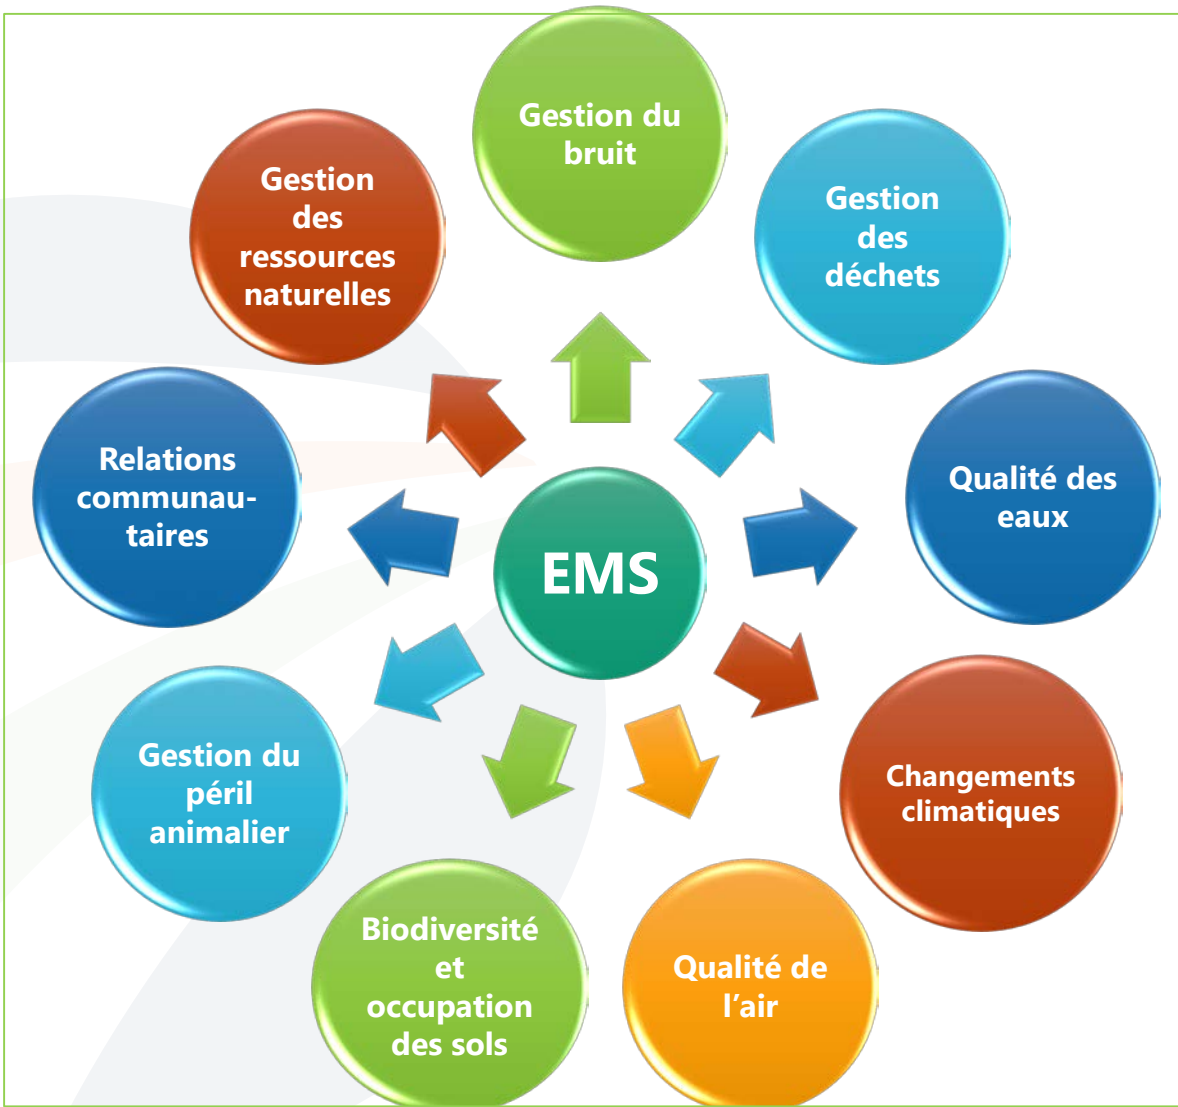 Gestion du
bruit
Gestion
des
déchets
Qualité des
eaux
Changements
climatiques
Qualité de
l’air
Biodiversité
et
occupation
des sols
Gestion du
péril
animalier
Relations
communau-
taires
Gestion
des
ressources
naturelles
EMS